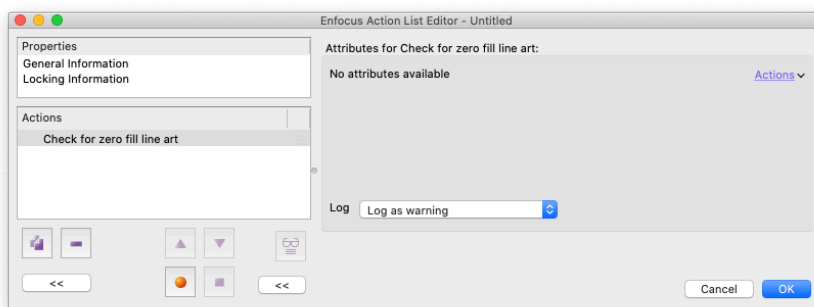 Enfocus Action List Editor - Untitled
Properties
General Information
Locking Information
Actions
Check for zero fill line art
<<
<<
Attributes for Check for zero fill line art:
No attributes available
Actions
Log
Log as warning
Cancel
OK